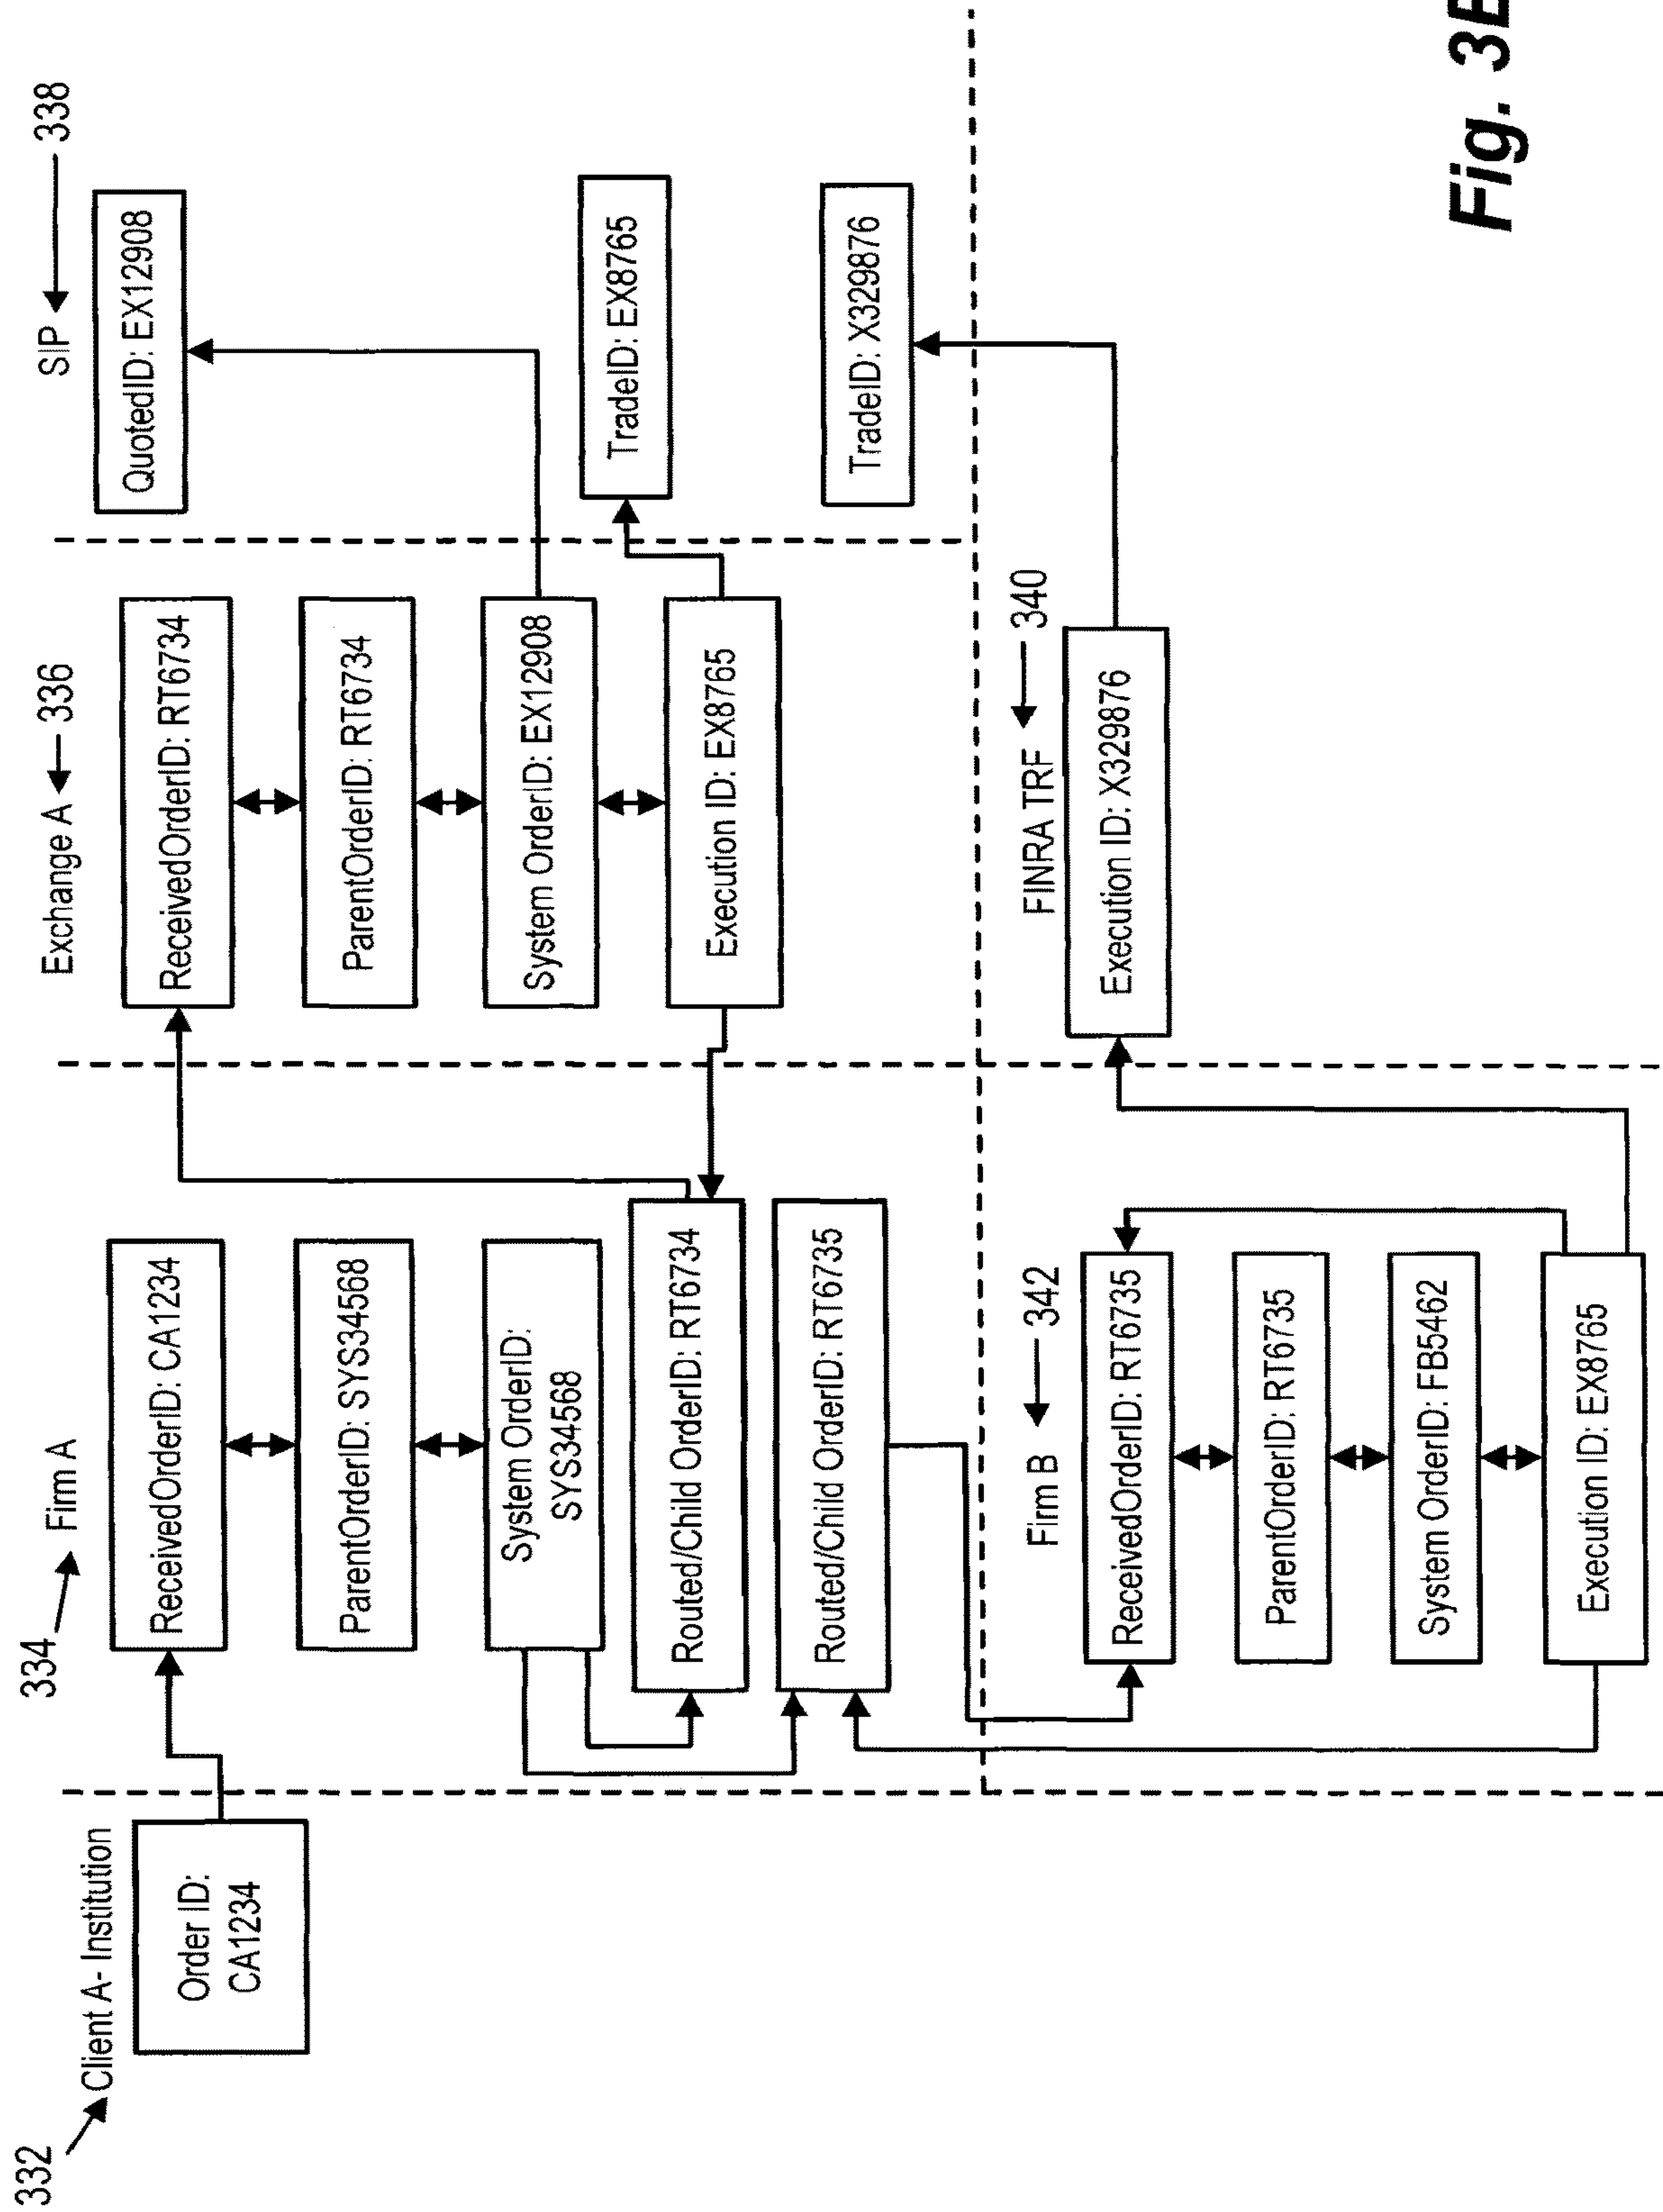 332
Client A- Institution
Order ID:
CA1234
334
Firm A
ReceivedOrderID: CA1234
ParentOrderID: SYS34568
System OrderID:
SYS34568
Routed/Child OrderID: RT6734
Routed/Child OrderID: RT6735
Exchange A
336
ReceivedOrderID: RT6734
ParentOrderID: RT6734
System OrderID: EX12908
Execution ID: EX8765
SIP
338
QuotedID: EX12908
TradeID: EX8765
TradeID: X329876
Firm B
342
ReceivedOrderID: RT6735
ParentOrderID: RT6735
System OrderID: FB5462
Execution ID: EX8765
FINRA TRF
340
Execution ID: X329876
Fig.